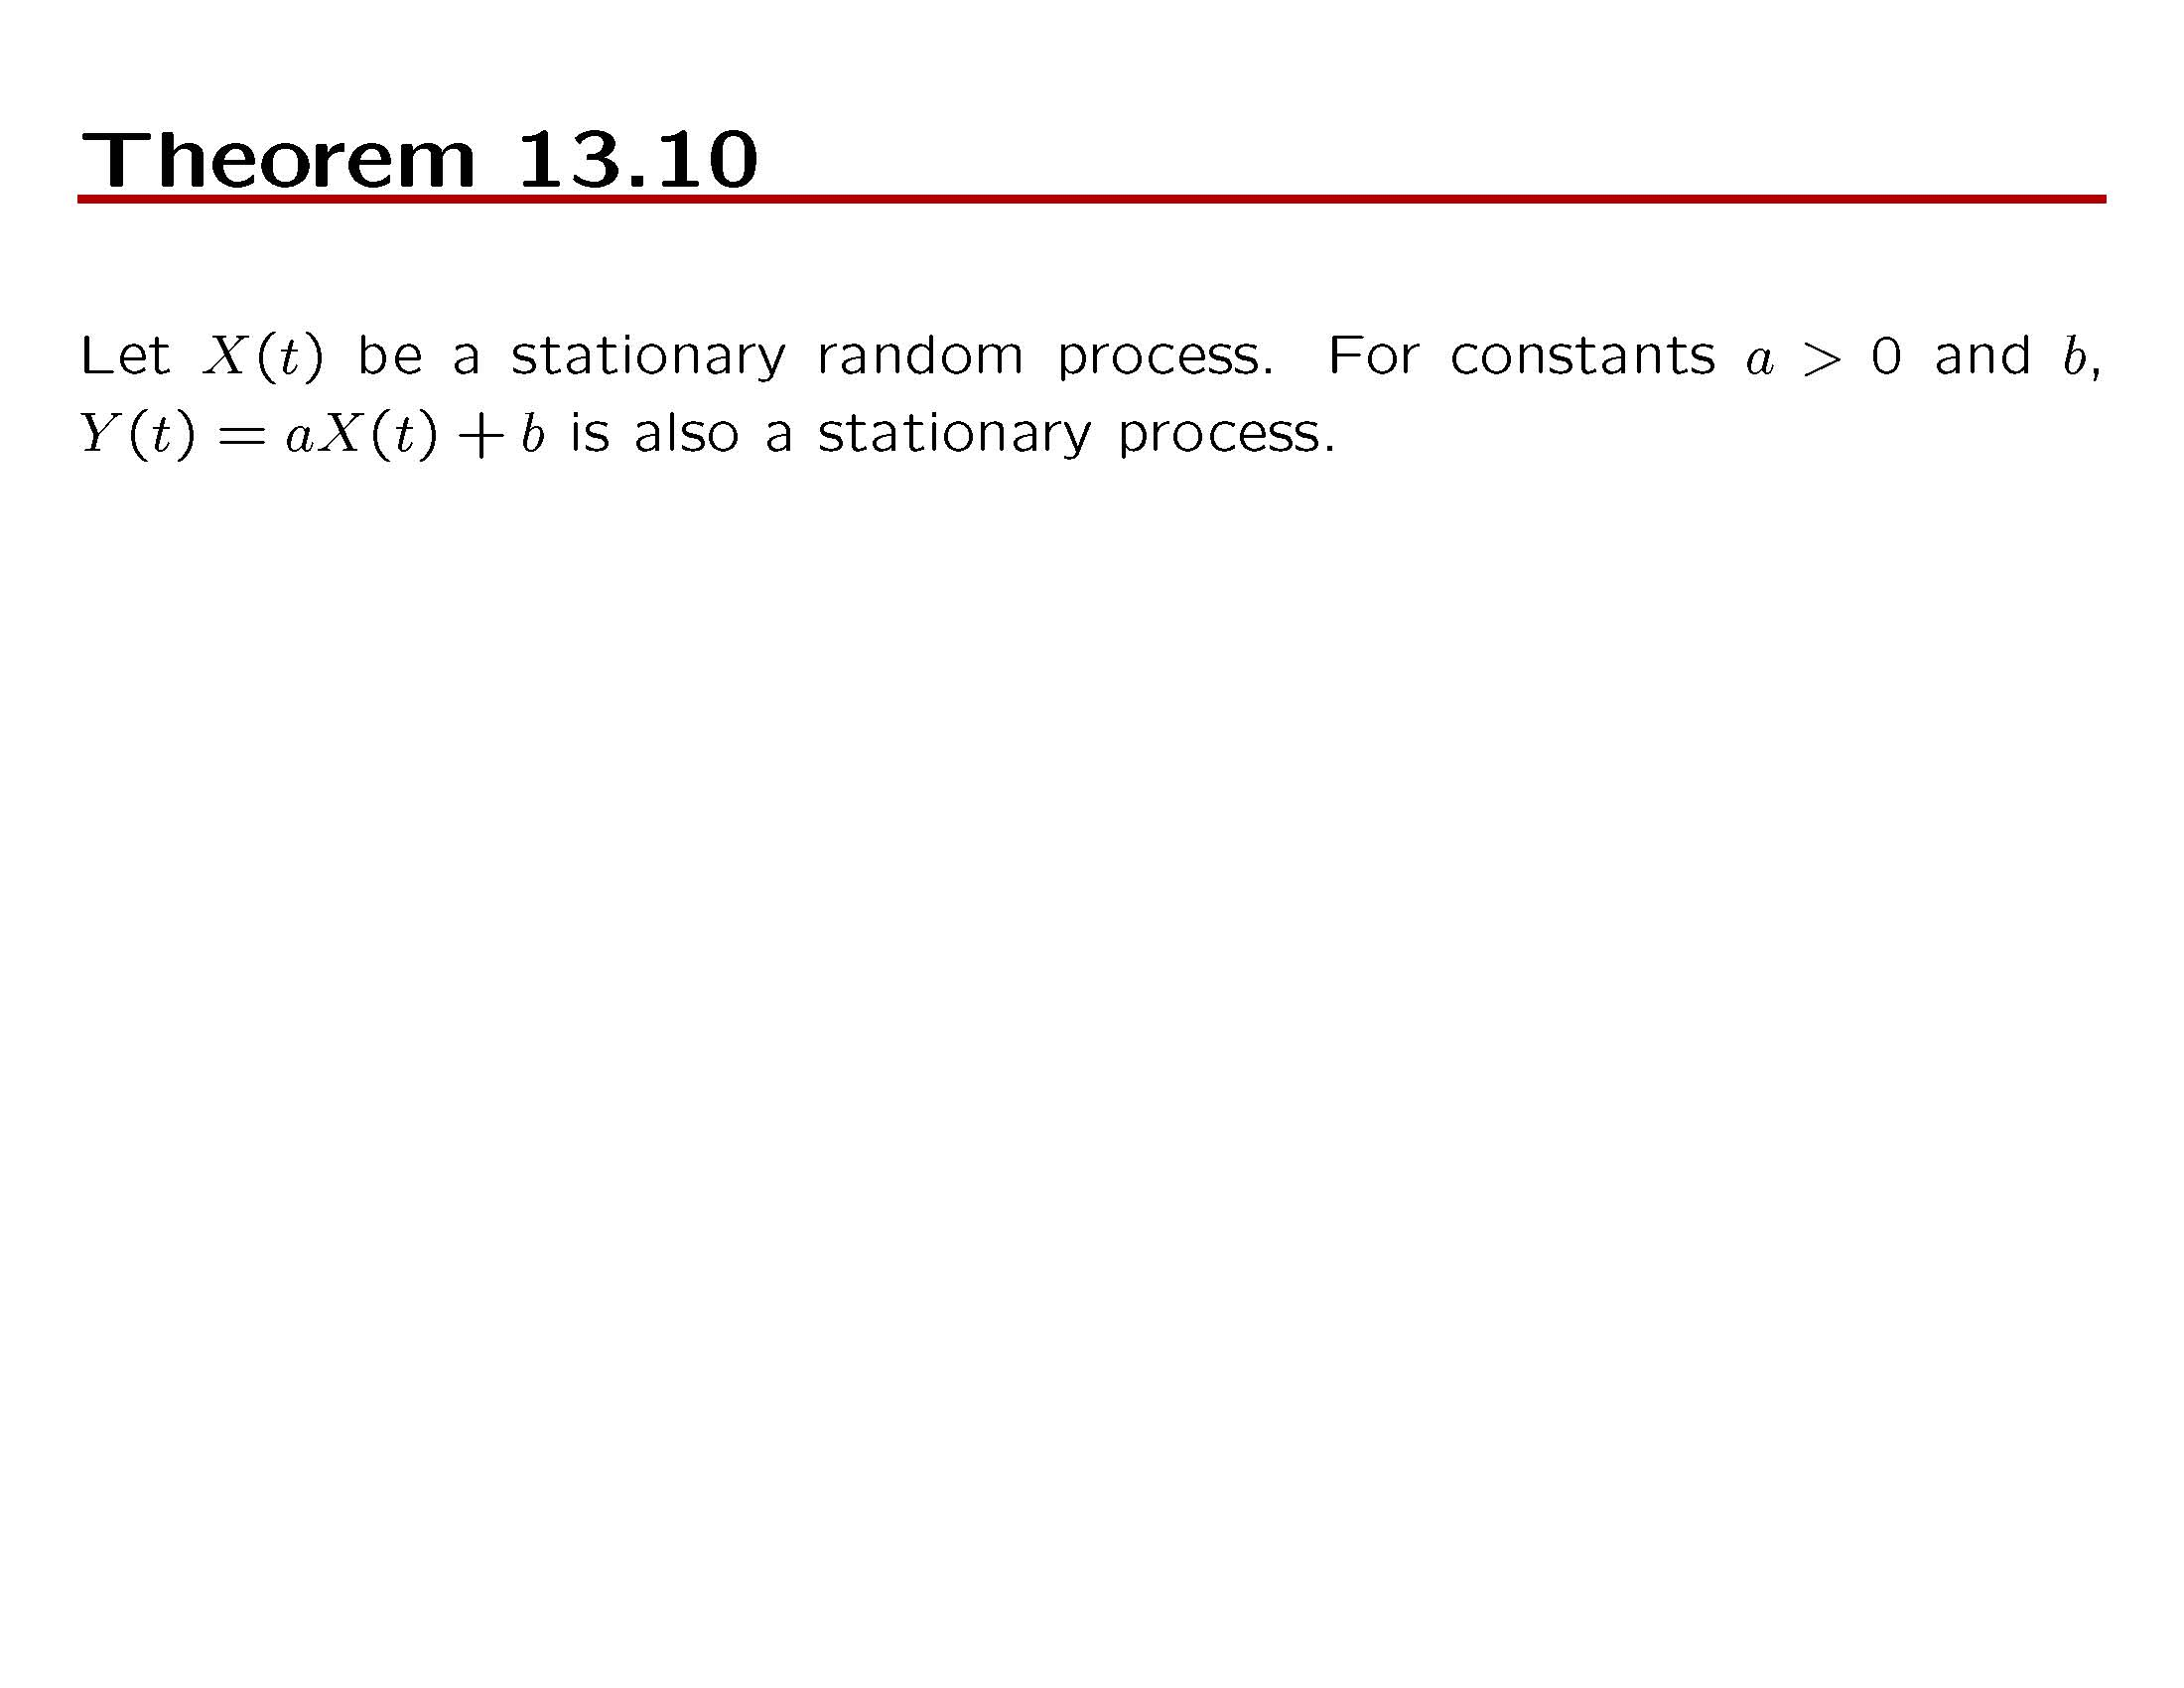 Theorem 13.10
Let X(t) be a stationary random process. For constants a > 0 and b,
Y(t) = aX(t) + b is also a stationary process.